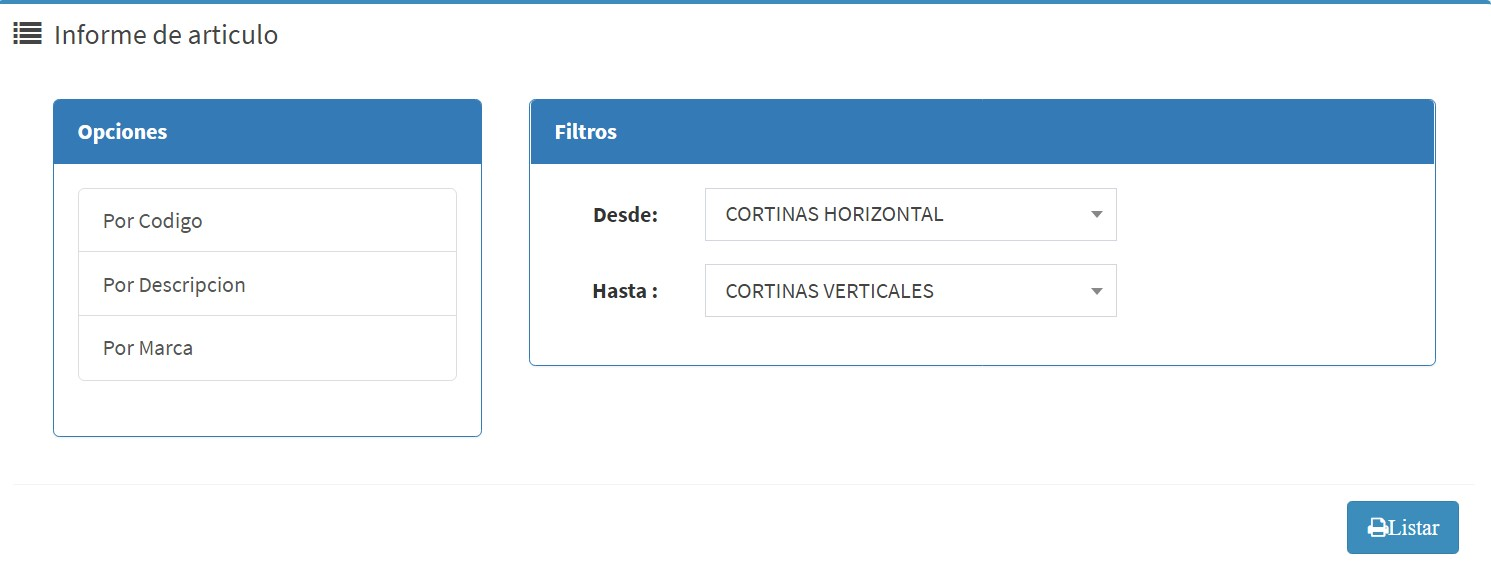 Informe de articulo
Opciones
Por Codigo
Por Descripcion
Por Marca
Filtros
Desde: CORTINAS HORIZONTAL
Hasta : CORTINAS VERTICALES
Listar